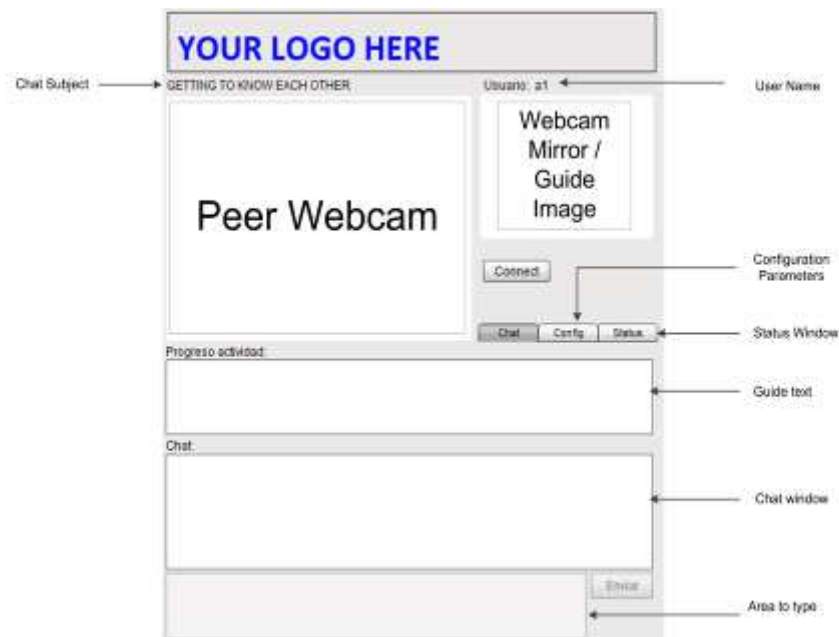 YOUR LOGO HERE
Chat Subject
GETTING TO KNOW EACH OTHER
Usuario: a1
User Name
Peer Webcam
Webcam
Mirror /
Guide
Image
Connect
Configuration
Parameters
Chat
Config
Status
Status Window
Progreso actividad:
Guide text
Chat:
Chat window
Enviar
Area to type